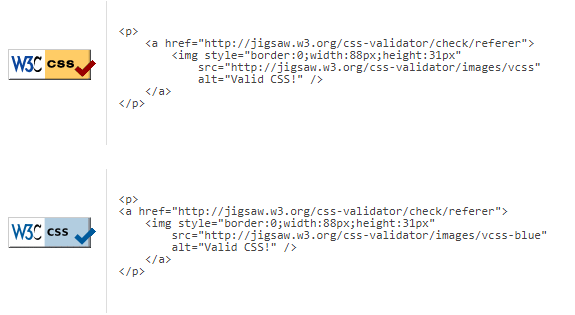 <p>
<a href="http://jigsaw.w3.org/css-validator/check/referer">
<img style="border:0;width:88px;height:31px"
W3C css
src="http://jigsaw.w3.org/css-validator/images/vcss"
alt="Valid CSS!" />
</a>
</p>
<p>
<a href="http://jigsaw.w3.org/css-validator/check/referer">
<img style="border:0;width:88px;height:31px"
W3C css
src="http://jigsaw.w3.org/css-validator/images/vcss-blue"
alt="Valid CSS!" />
</a>
</p>